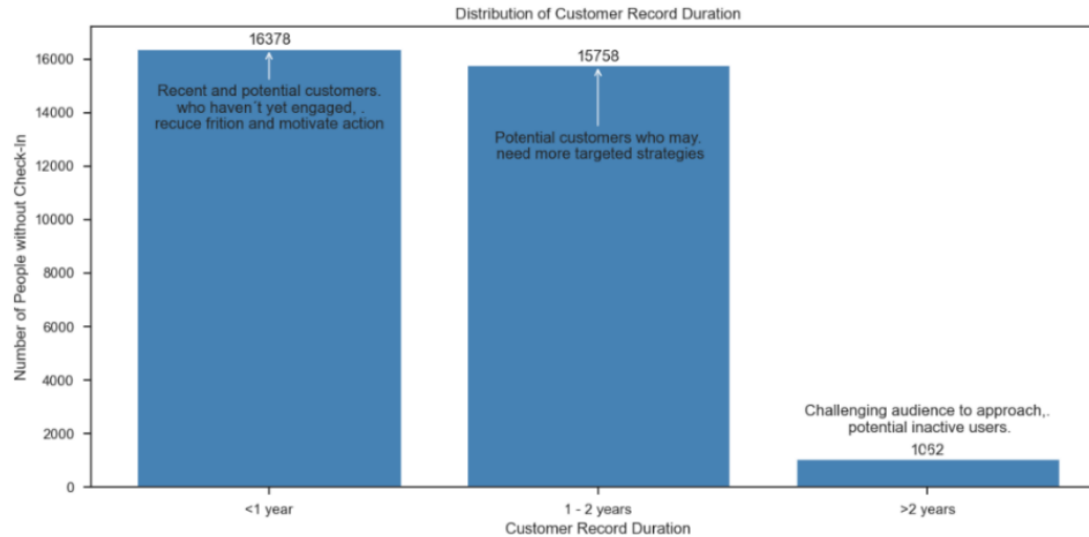 Distribution of Customer Record Duration
16378
15758
16000
Recent and potential customers.
who haven´t yet engaged, .
recuce frition and motivate action
14000
Potential customers who may.
need more targeted strategies
12000
10000
8000
6000
4000
Challenging audience to approach,.
potential inactive users.
2000
1062
0
Number of People without Check-In
<1 year
1 - 2 years
>2 years
Customer Record Duration